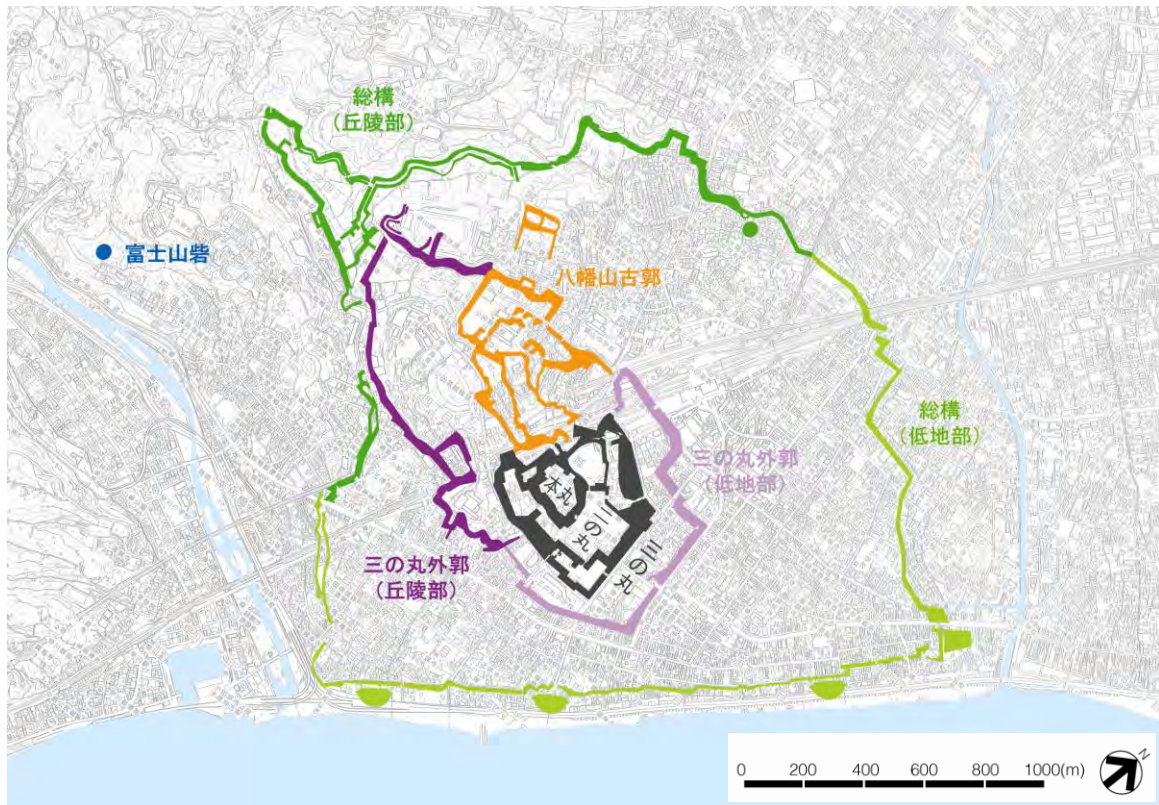 総構
（丘陵部）
富士山砦
八幡山古郭
総構
（低地部）
三の丸外郭
（低地部）
本丸
二の丸
三の丸
三の丸外郭
（丘陵部）
0 200 400 600 800 1000(m)
N